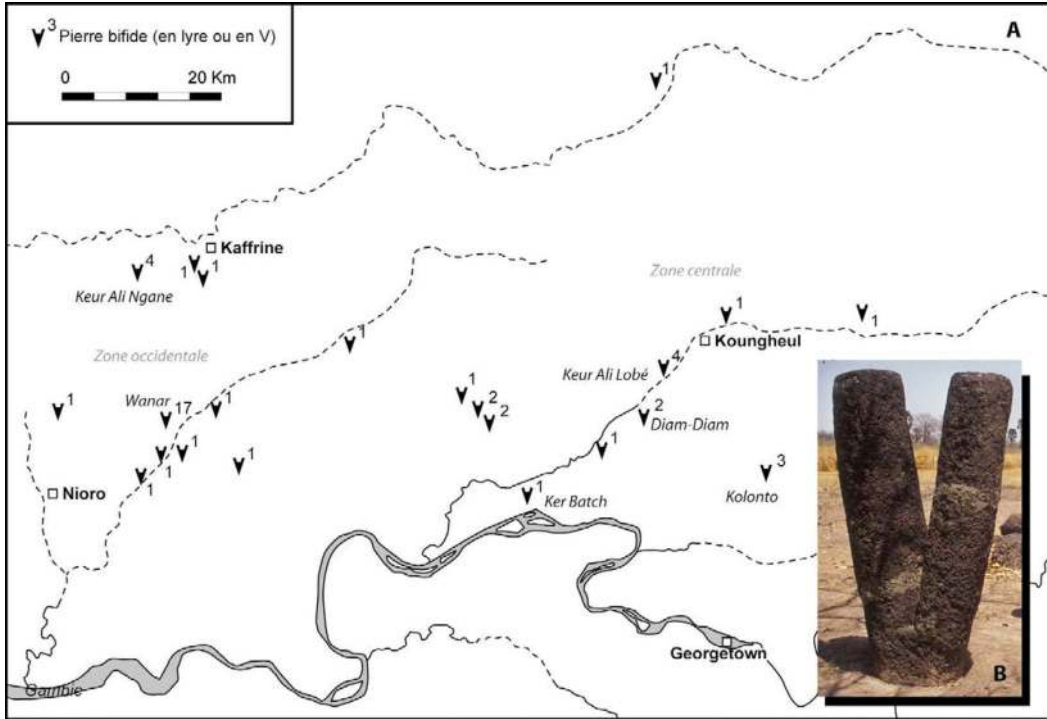 3 Pierre bifide (en lyre ou en V)
0 20 Km
A
1
Kaffrine
4
1
1
Keur Ali Ngane
Zone centrale
1
1
Koungheul
1
Zone occidentale
4
Keur Ali Lobé
1
1
Wanar
17
1
2
2
2
Diam-Diam
1
1
1
1
1
3
Nioro
1
Ker Batch
Kolonto
Georgetown
Gambie
B